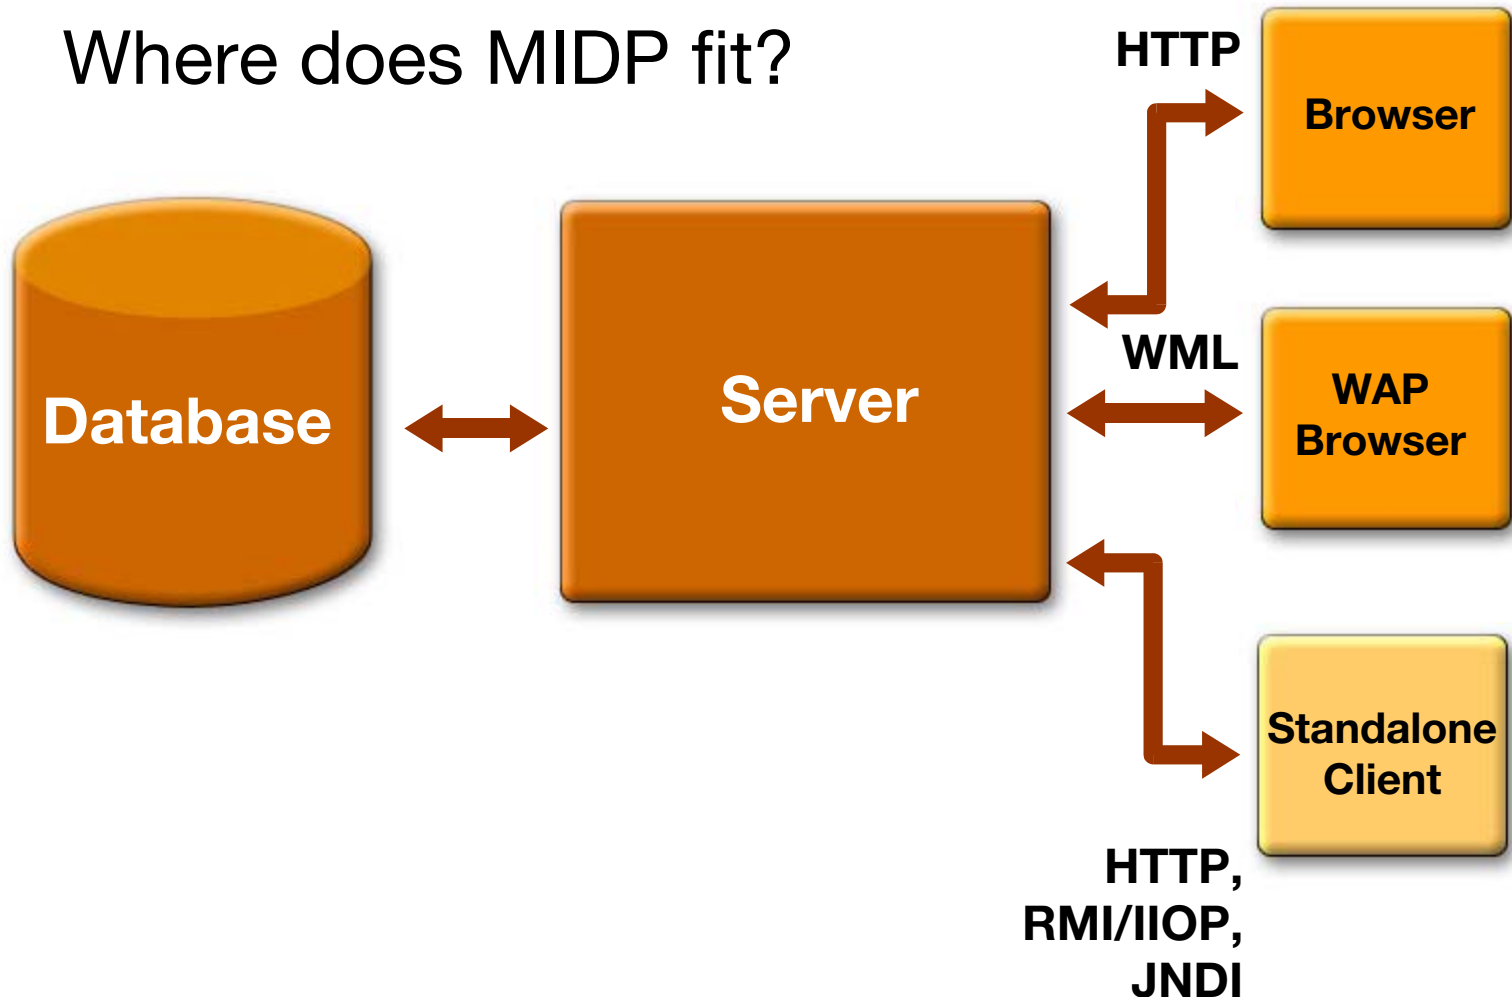 Where does MIDP fit?
HTTP
Browser
Database
Server
WML
WAP
Browser
Standalone
Client
HTTP,
RMI/IIOP,
JNDI